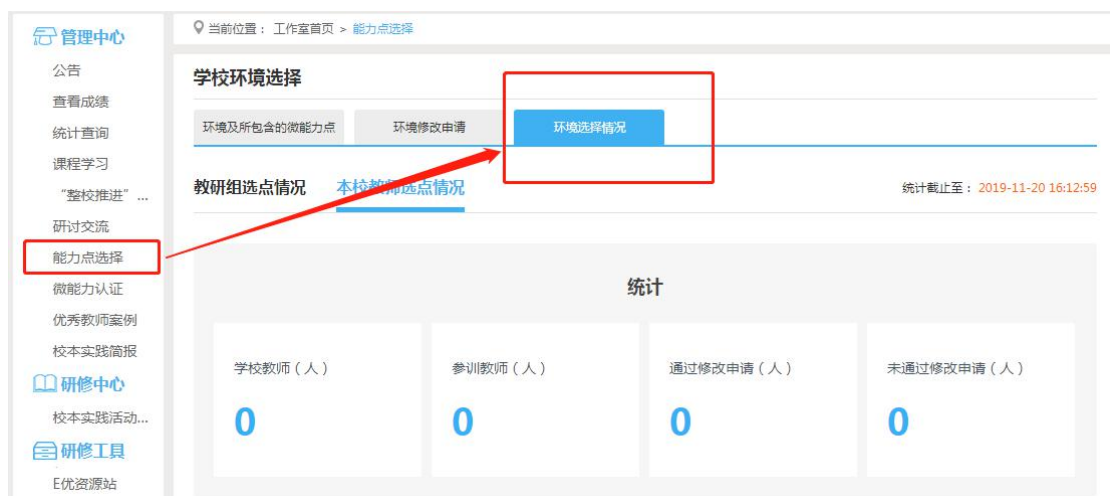 管理中心
公告
查看成绩
统计查询
课程学习
“整校推进”...
研讨交流
能力点选择
微能力认证
优秀教师案例
校本实践简报
研修中心
校本实践活动...
研修工具
E优资源站
当前位置： 工作室首页 > 能力点选择
学校环境选择
环境及所包含的微能力点 环境修改申请 环境选择情况
教研组选点情况 本校教师选点情况 统计截止至： 2019-11-20 16:12:59
统计
学校教师（人） 参训教师（人） 通过修改申请（人） 未通过修改申请（人）
0 0 0 0